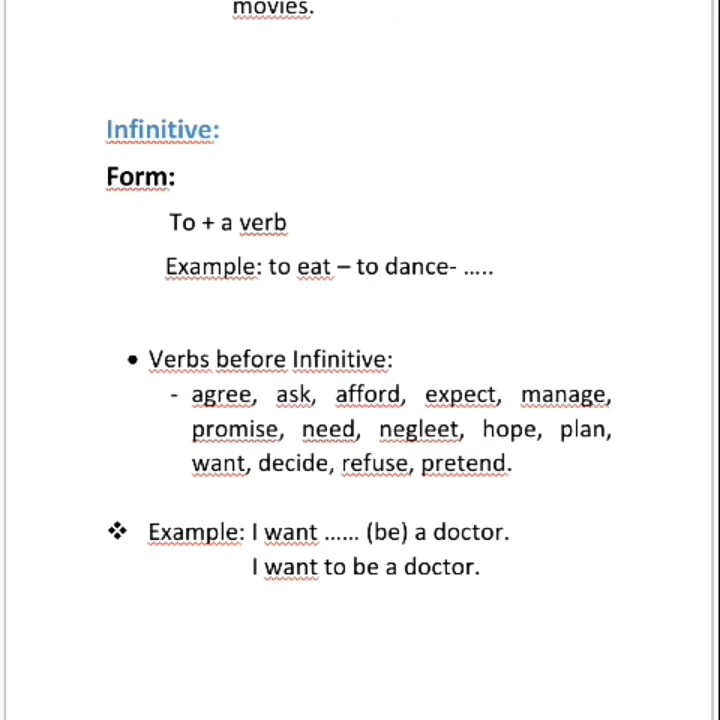 movies.
Infinitive:
Form:
To + a verb
Example: to eat – to dance- .....
• Verbs before Infinitive:
- agree, ask, afford, expect, manage,
promise, need, negleet, hope, plan,
want, decide, refuse, pretend.
❖ Example: I want ...... (be) a doctor.
I want to be a doctor.